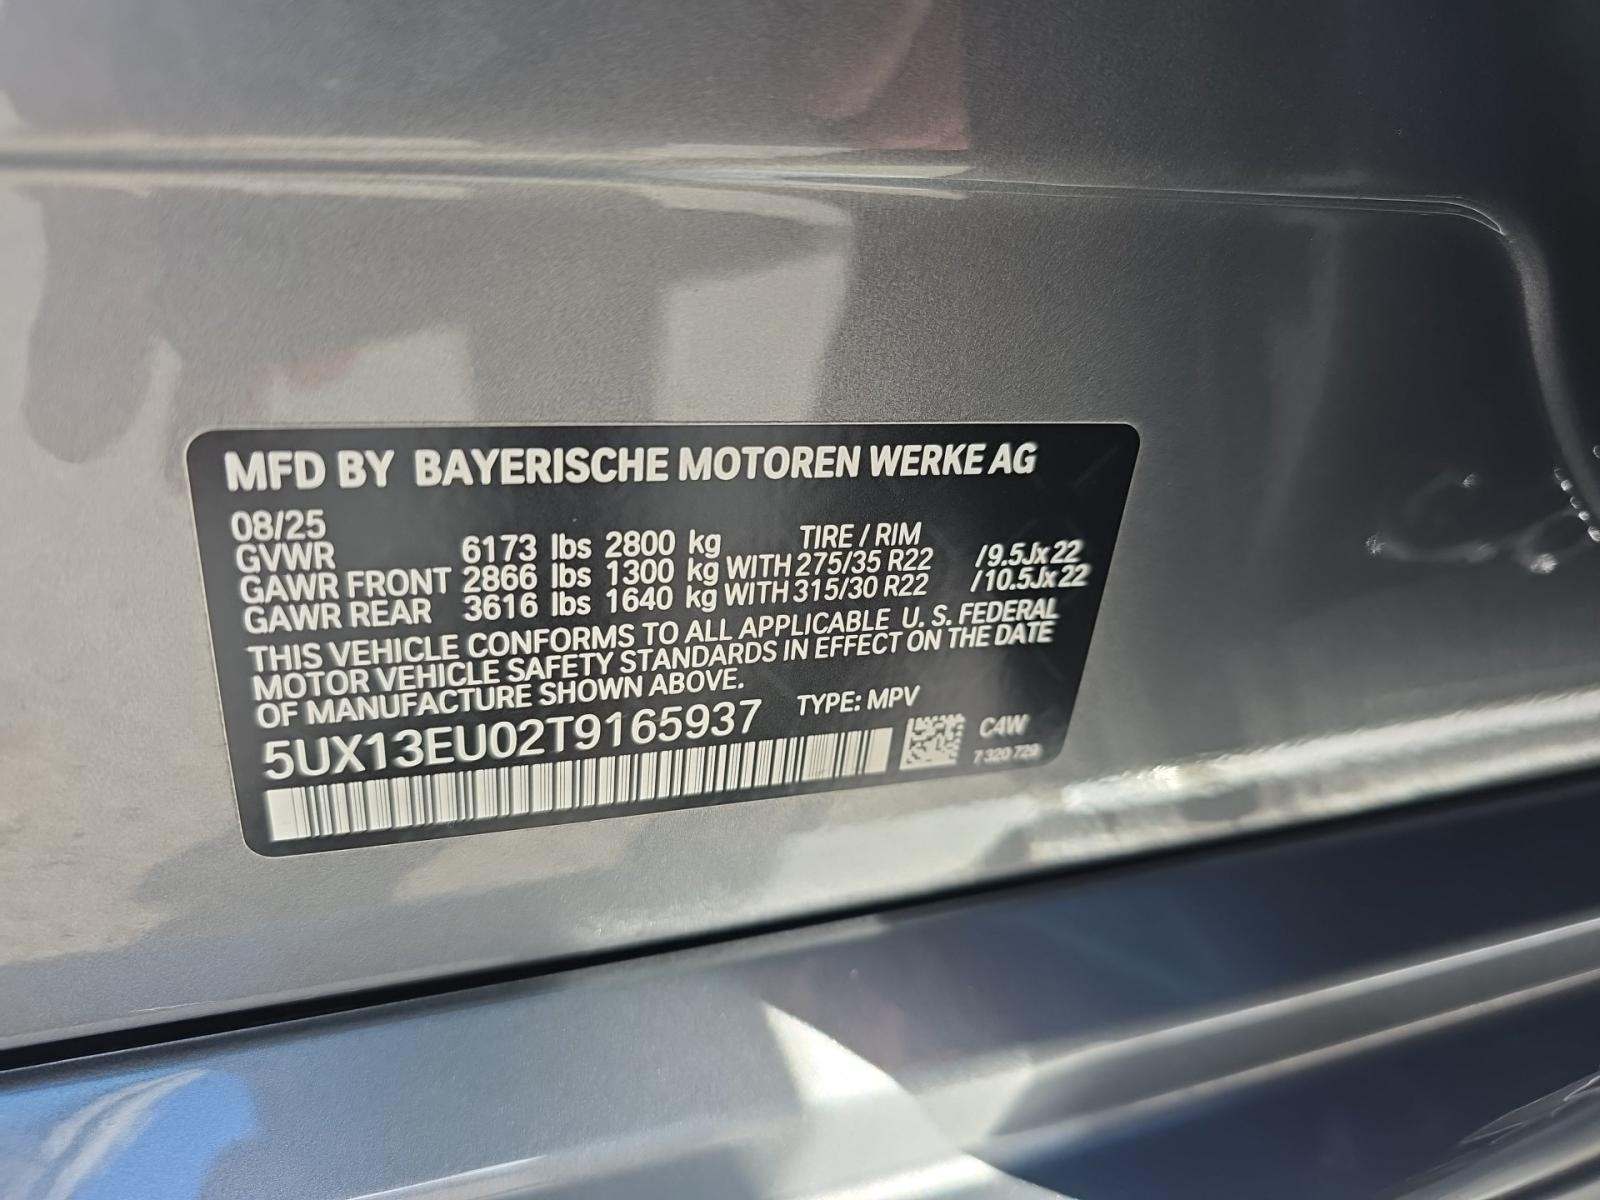 MFD BY BAYERISCHE MOTOREN WERKE AG
08/25
GVWR 6173 lbs 2800 kg TIRE / RIM
GAWR FRONT 2866 lbs 1300 kg WITH 275/35 R22 /9.5Jx22
GAWR REAR 3616 lbs 1640 kg WITH 315/30 R22 /10.5Jx22
THIS VEHICLE CONFORMS TO ALL APPLICABLE U. S. FEDERAL
MOTOR VEHICLE SAFETY STANDARDS IN EFFECT ON THE DATE
OF MANUFACTURE SHOWN ABOVE.
5UX13EU02T9165937 TYPE: MPV
C4W
7 320 728